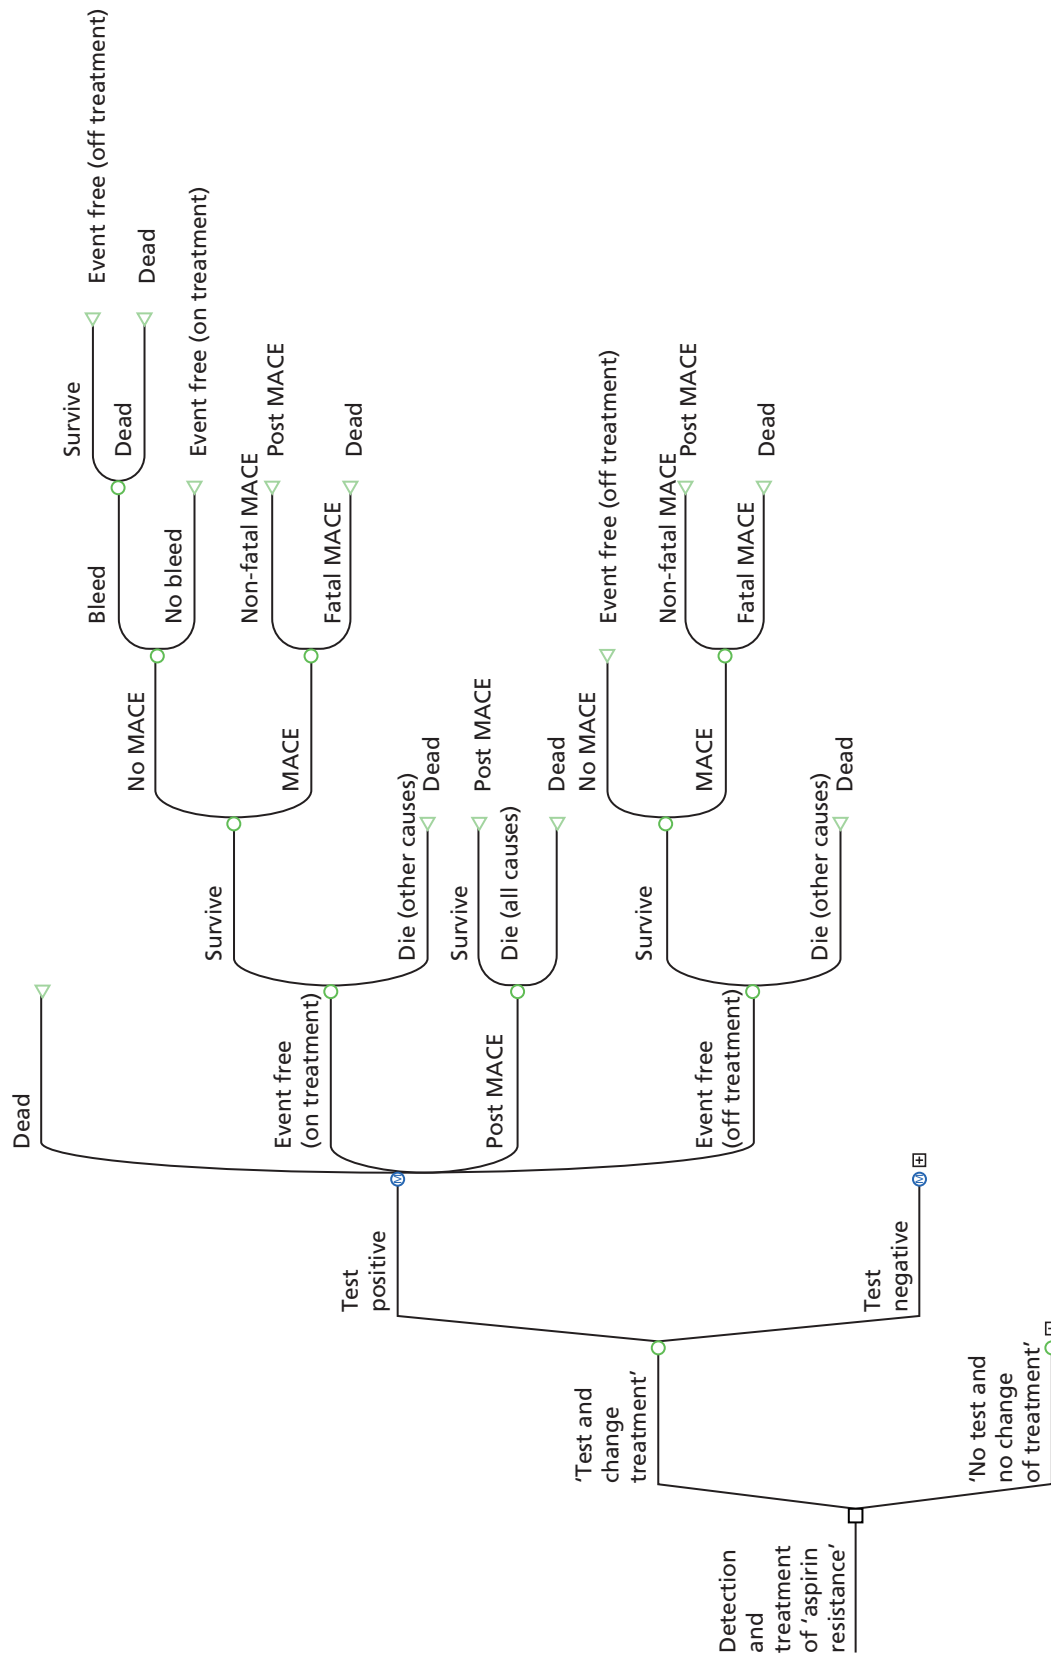 Detection
and
treatment
of ‘aspirin
resistance’
‘Test and
change
treatment’
‘No test and
no change
of treatment’
Test
positive
Test
negative
Dead
Event free
(on treatment)
Post MACE
Event free
(off treatment)
Survive
Die (other causes)
Dead
Survive
Post MACE
Die (all causes)
Dead
Survive
Die (other causes)
Dead
No MACE
MACE
No MACE
Event free (off treatment)
MACE
Bleed
No bleed
Event free (on treatment)
Non-fatal MACE
Post MACE
Fatal MACE
Dead
Non-fatal MACE
Post MACE
Fatal MACE
Dead
Survive
Event free (off treatment)
Dead
Dead
M
M